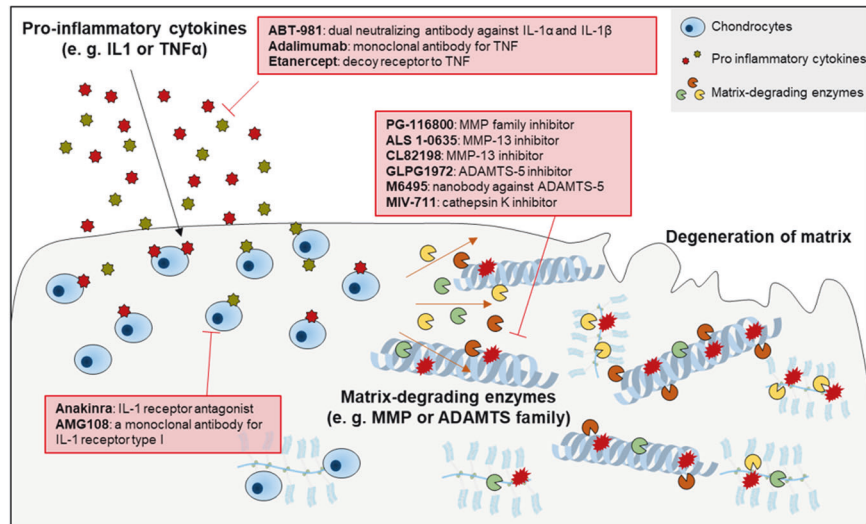 Pro-inflammatory cytokines
(e. g. IL1 or TNFα)
ABT-981: dual neutralizing antibody against IL-1α and IL-1β
Adalimumab: monoclonal antibody for TNF
Etanercept: decoy receptor to TNF
Chondrocytes
Pro inflammatory cytokines
Matrix-degrading enzymes
PG-116800: MMP family inhibitor
ALS 1-0635: MMP-13 inhibitor
CL82198: MMP-13 inhibitor
GLPG1972: ADAMTS-5 inhibitor
M6495: nanobody against ADAMTS-5
MIV-711: cathepsin K inhibitor
Degeneration of matrix
Matrix-degrading enzymes
(e. g. MMP or ADAMTS family)
Anakinra: IL-1 receptor antagonist
AMG108: a monoclonal antibody for
IL-1 receptor type I